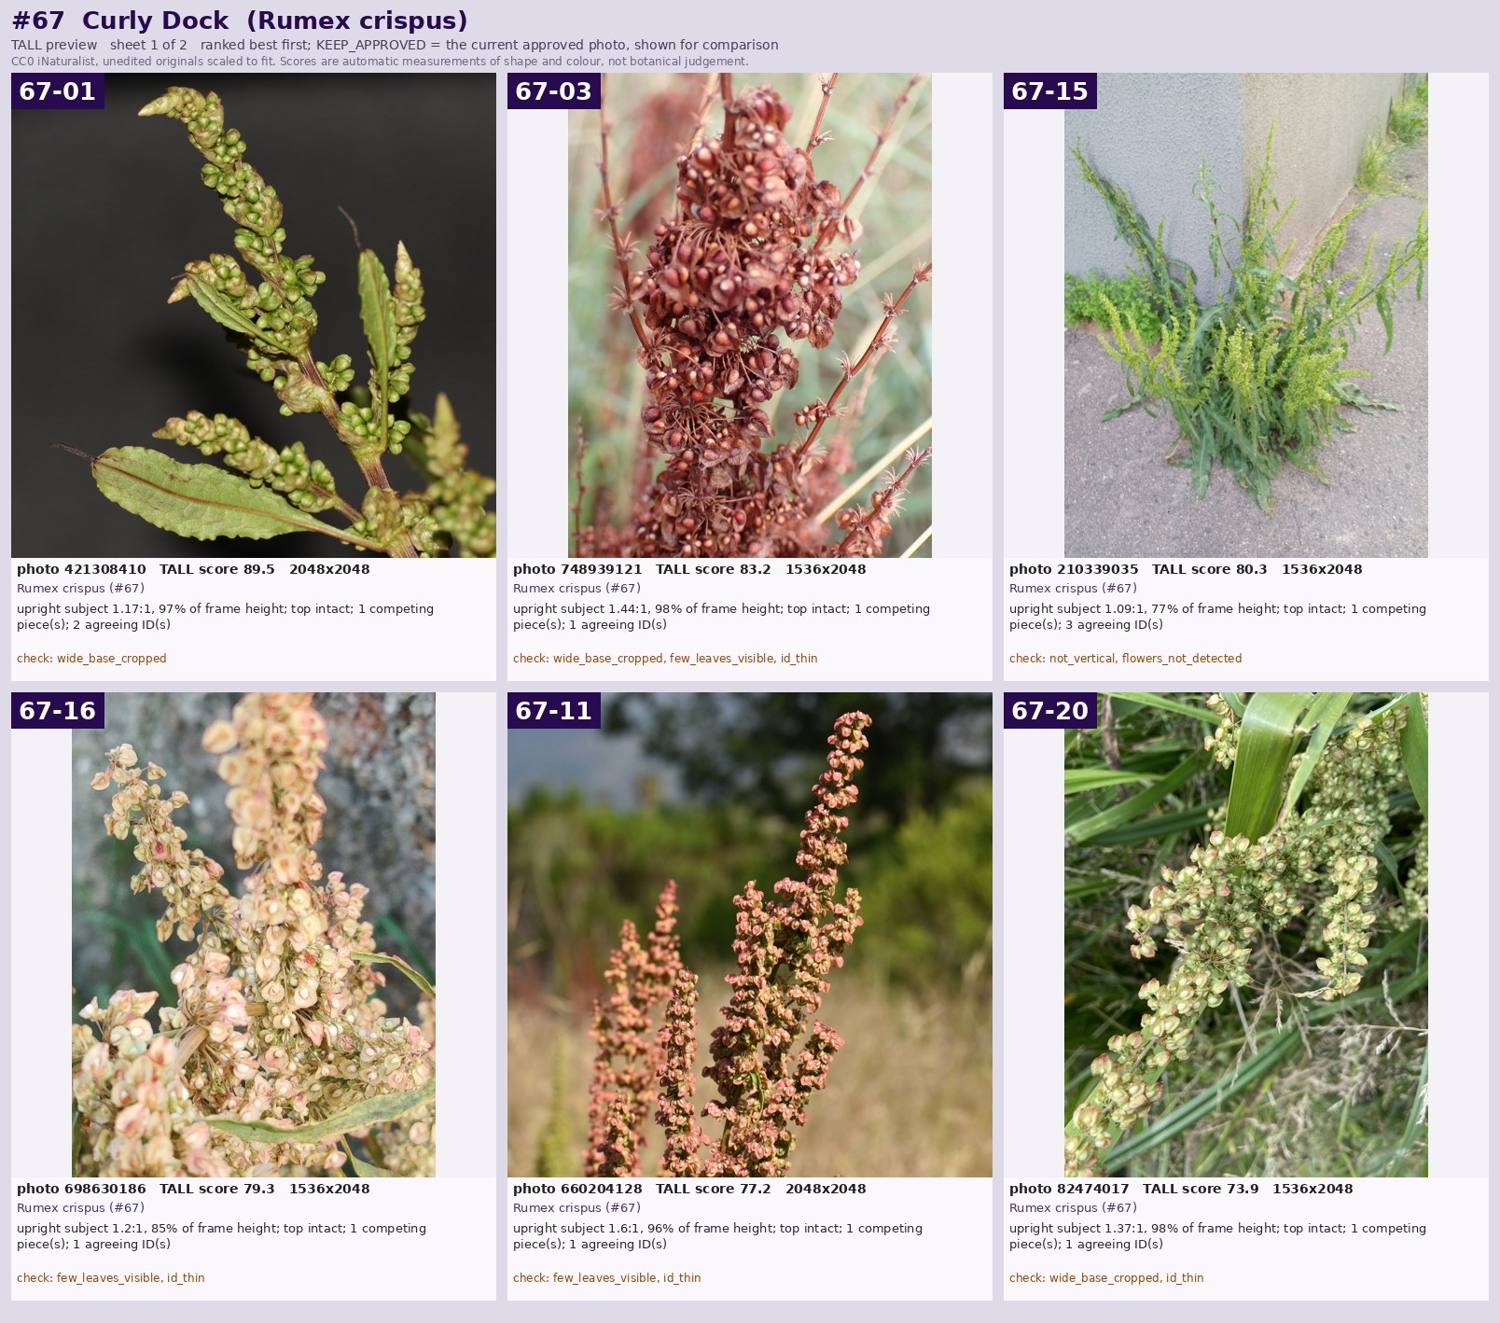 #67  Curly Dock  (Rumex crispus)
TALL preview   sheet 1 of 2   ranked best first; KEEP_APPROVED = the current approved photo, shown for comparison
CC0 iNaturalist, unedited originals scaled to fit. Scores are automatic measurements of shape and colour, not botanical judgement.
67-01
67-03
67-15
photo 421308410   TALL score 89.5   2048x2048
Rumex crispus (#67)
upright subject 1.17:1, 97% of frame height; top intact; 1 competing
piece(s); 2 agreeing ID(s)
check: wide_base_cropped
photo 748939121   TALL score 83.2   1536x2048
Rumex crispus (#67)
upright subject 1.44:1, 98% of frame height; top intact; 1 competing
piece(s); 1 agreeing ID(s)
check: wide_base_cropped, few_leaves_visible, id_thin
photo 210339035   TALL score 80.3   1536x2048
Rumex crispus (#67)
upright subject 1.09:1, 77% of frame height; top intact; 1 competing
piece(s); 3 agreeing ID(s)
check: not_vertical, flowers_not_detected
67-16
67-11
67-20
photo 698630186   TALL score 79.3   1536x2048
Rumex crispus (#67)
upright subject 1.2:1, 85% of frame height; top intact; 1 competing
piece(s); 1 agreeing ID(s)
check: few_leaves_visible, id_thin
photo 660204128   TALL score 77.2   2048x2048
Rumex crispus (#67)
upright subject 1.6:1, 96% of frame height; top intact; 1 competing
piece(s); 1 agreeing ID(s)
check: few_leaves_visible, id_thin
photo 82474017   TALL score 73.9   1536x2048
Rumex crispus (#67)
upright subject 1.37:1, 98% of frame height; top intact; 1 competing
piece(s); 1 agreeing ID(s)
check: wide_base_cropped, id_thin